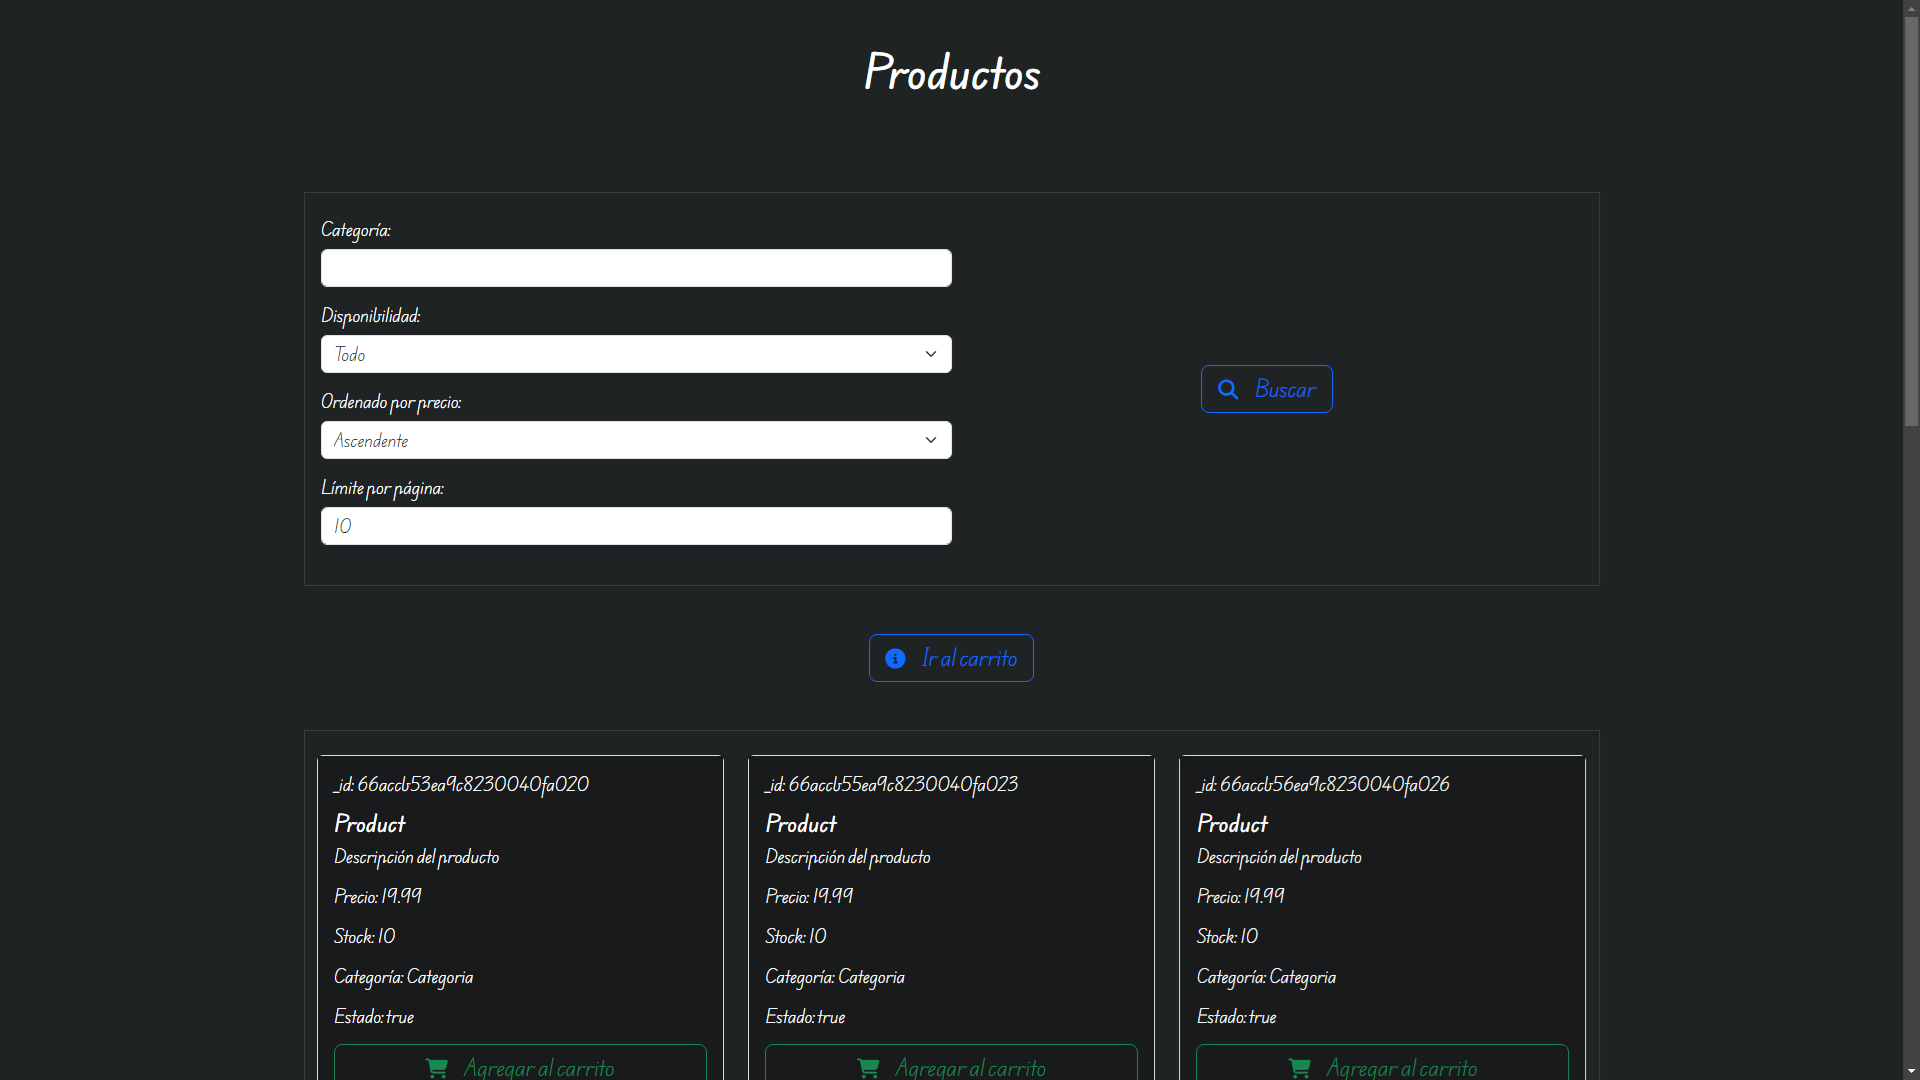 Productos
Categoría:
Disponibilidad:
Todo
Ordenado por precio:
Ascendente
Límite por página:
10
Buscar
Ir al carrito
_id: 66accb53ea9c8230040fa020
Product
Descripción del producto
Precio: 19.99
Stock: 10
Categoría: Categoria
Estado: true
Agregar al carrito
_id: 66accb55ea9c8230040fa023
Product
Descripción del producto
Precio: 19.99
Stock: 10
Categoría: Categoria
Estado: true
Agregar al carrito
_id: 66accb56ea9c8230040fa026
Product
Descripción del producto
Precio: 19.99
Stock: 10
Categoría: Categoria
Estado: true
Agregar al carrito